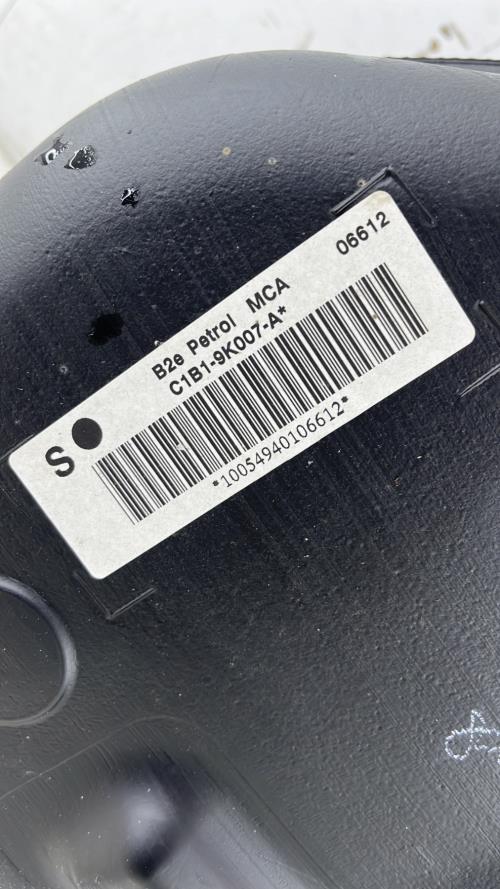 06612
B2e Petrol MCA
C1B1-9K007-A*
S
*10054940106612*